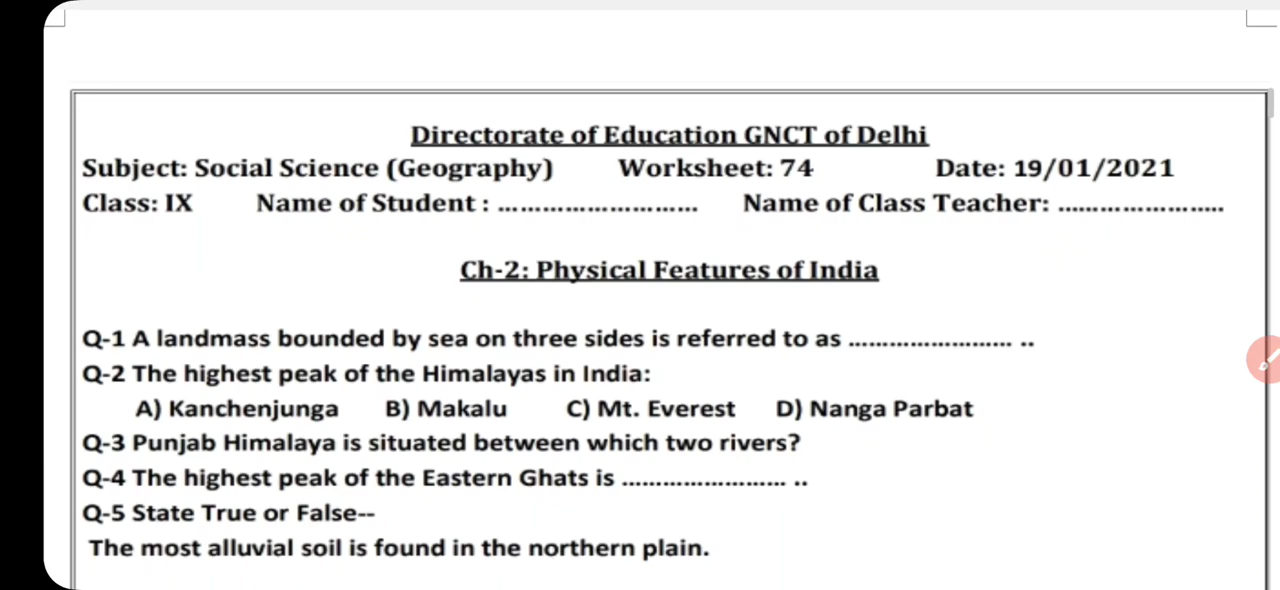 Directorate of Education GNCT of Delhi
Subject: Social Science (Geography) Worksheet: 74 Date: 19/01/2021
Class: IX Name of Student : ........................... Name of Class Teacher: ......................
Ch-2: Physical Features of India
Q-1 A landmass bounded by sea on three sides is referred to as ........................ ..
Q-2 The highest peak of the Himalayas in India:
A) Kanchenjunga B) Makalu C) Mt. Everest D) Nanga Parbat
Q-3 Punjab Himalaya is situated between which two rivers?
Q-4 The highest peak of the Eastern Ghats is ........................ ..
Q-5 State True or False--
The most alluvial soil is found in the northern plain.